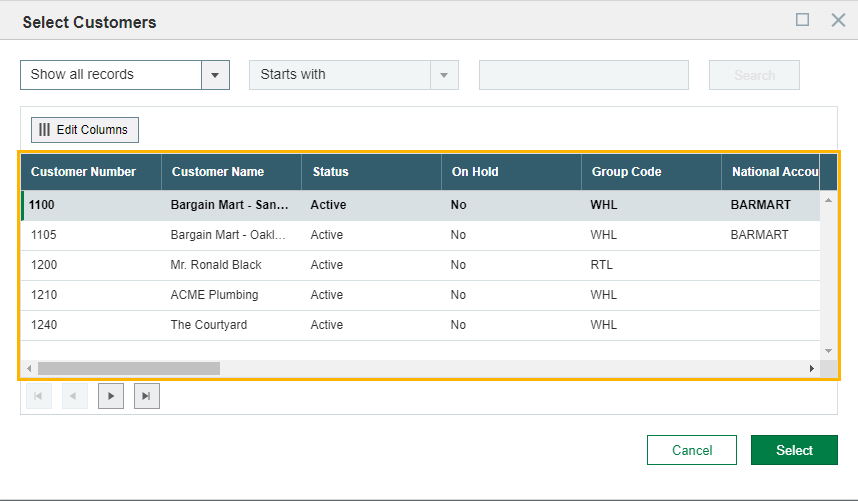 Select Customers
Show all records Starts with Search
Edit Columns
Customer Number Customer Name Status On Hold Group Code National Accou
1100 Bargain Mart - San... Active No WHL BARMART
1105 Bargain Mart - Oakl... Active No WHL BARMART
1200 Mr. Ronald Black Active No RTL
1210 ACME Plumbing Active No WHL
1240 The Courtyard Active No WHL
Cancel Select